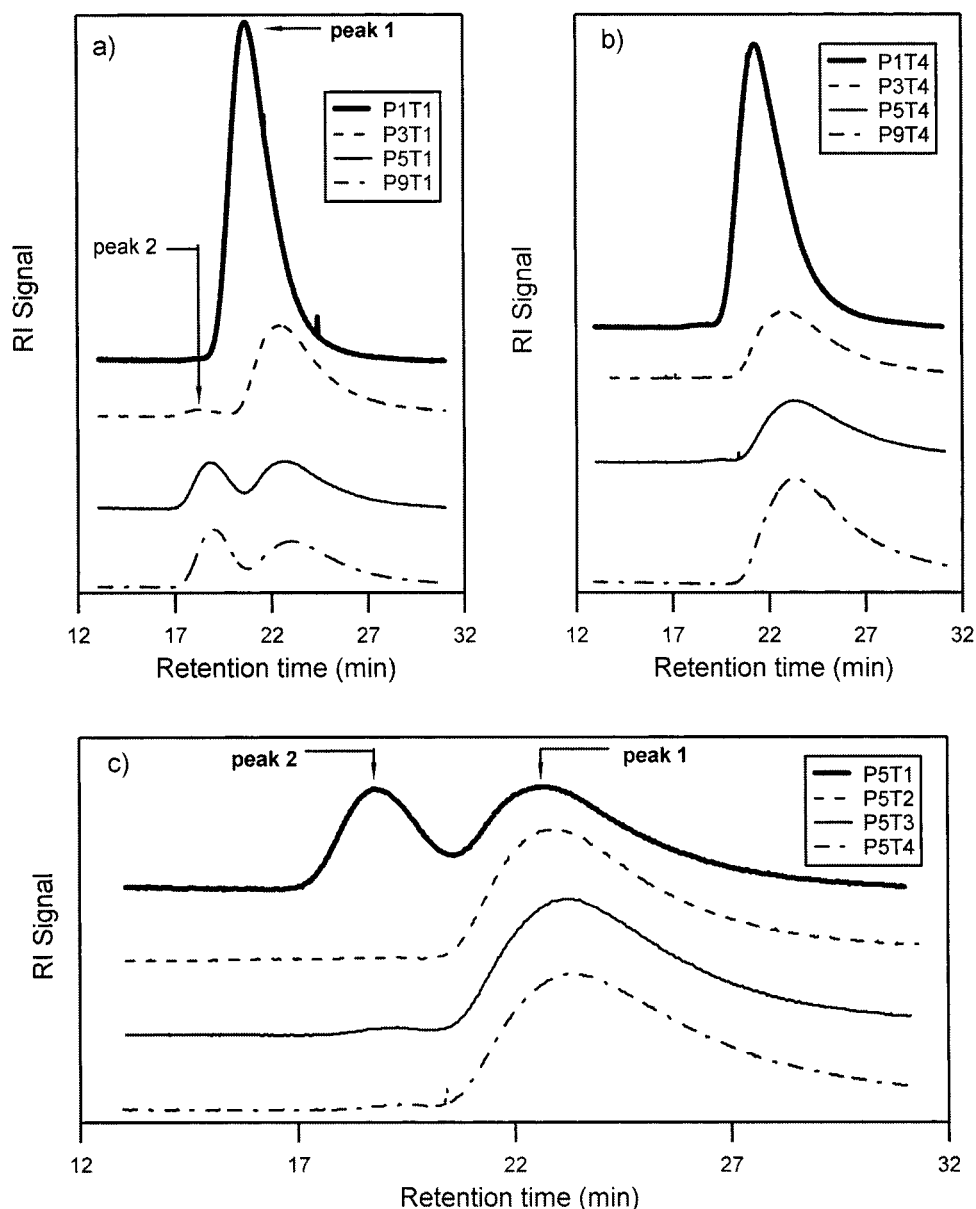 a)
peak 1
P1T1
P3T1
P5T1
P9T1
peak 2
RI Signal
12 17 22 27 32
Retention time (min)
b)
P1T4
P3T4
P5T4
P9T4
RI Signal
12 17 22 27 32
Retention time (min)
c)
peak 2
peak 1
P5T1
P5T2
P5T3
P5T4
RI Signal
12 17 22 27 32
Retention time (min)